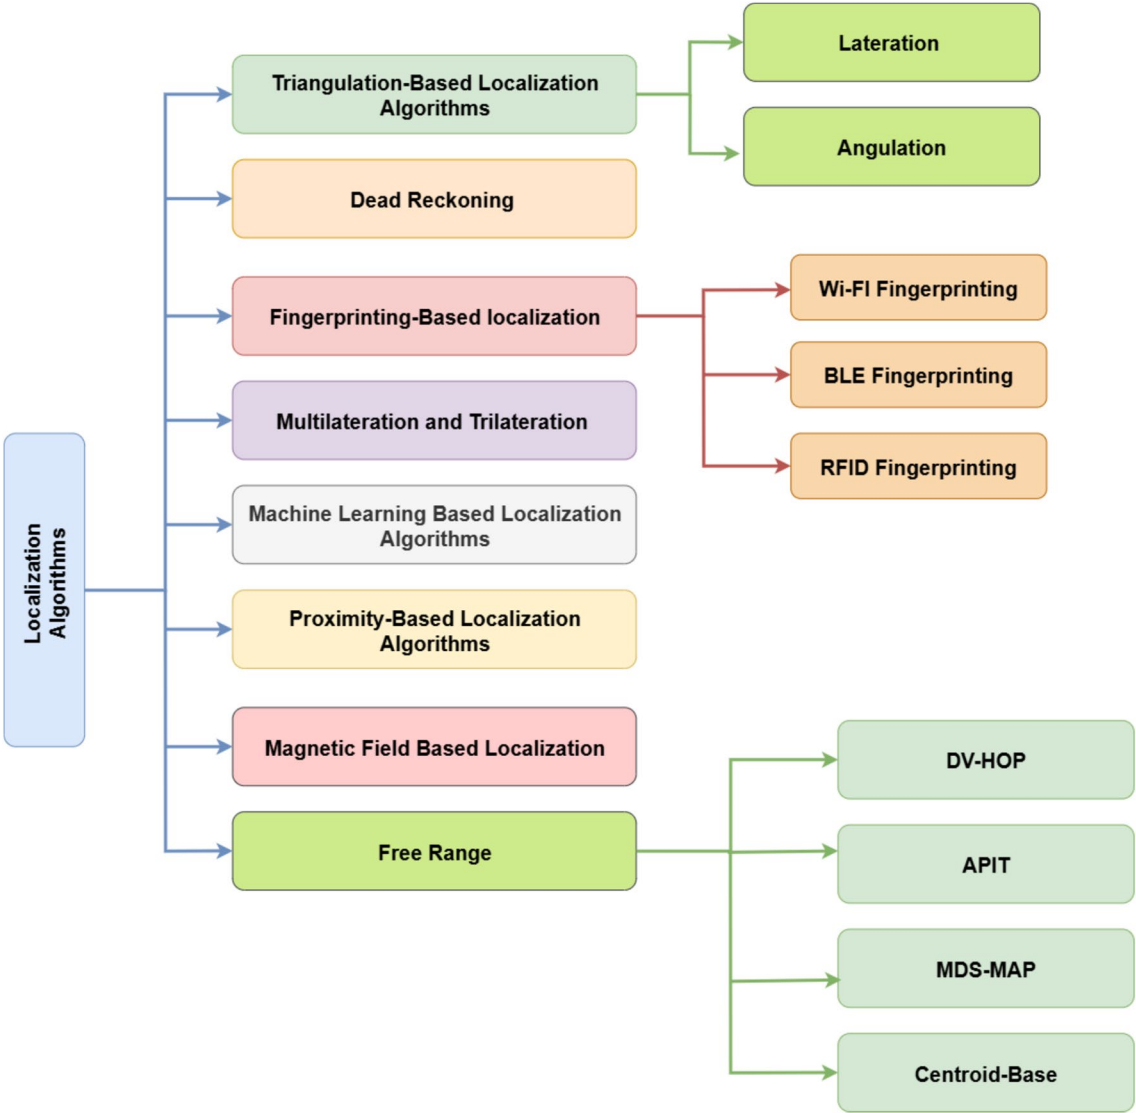 Lateration
Triangulation-Based Localization
Algorithms
Angulation
Dead Reckoning
Wi-FI Fingerprinting
Fingerprinting-Based localization
BLE Fingerprinting
Multilateration and Trilateration
RFID Fingerprinting
Machine Learning Based Localization
Algorithms
Localization
Algorithms
Proximity-Based Localization
Algorithms
Magnetic Field Based Localization
DV-HOP
Free Range
APIT
MDS-MAP
Centroid-Base